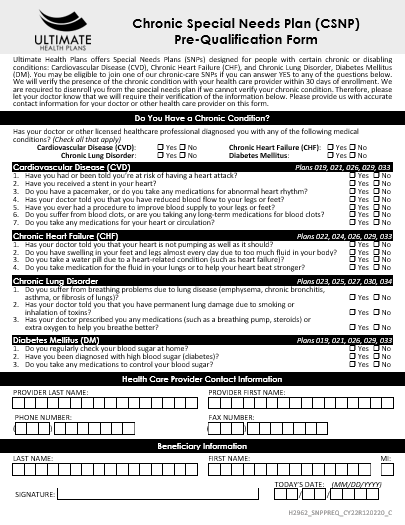 ULTIMATE
HEALTH PLANS
Chronic Special Needs Plan (CSNP)
Pre-Qualification Form
Ultimate Health Plans offers Special Needs Plans (SNPs) designed for people with certain chronic or disabling
conditions: Cardiovascular Disease (CVD), Chronic Heart Failure (CHF), and Chronic Lung Disorder, Diabetes Mellitus
(DM). You may be eligible to join one of our chronic-care SNPs if you can answer YES to any of the questions below.
We will verify the presence of the chronic condition with your health care provider within 30 days of enrollment. We
are required to disenroll you from the special needs plan if we cannot verify your chronic condition. Therefore, please
let your doctor know that we will require their verification of the information below. Please provide us with accurate
contact information for your doctor or other health care provider on this form.
Do You Have a Chronic Condition?
Has your doctor or other licensed healthcare professional diagnosed you with any of the following medical
conditions? (Check all that apply)
Cardiovascular Disease (CVD): Yes No Chronic Heart Failure (CHF): Yes No
Chronic Lung Disorder: Yes No Diabetes Mellitus: Yes No
Cardiovascular Disease (CVD) Plans 019, 021, 026, 029, 033
1. Have you had or been told you're at risk of having a heart attack? Yes No
2. Have you received a stent in your heart? Yes No
3. Do you have a pacemaker, or do you take any medications for abnormal heart rhythm? Yes No
4. Has your doctor told you that you have reduced blood flow to your legs or feet? Yes No
5. Have you ever had a procedure to improve blood supply to your legs or feet? Yes No
6. Do you suffer from blood clots, or are you taking any long-term medications for blood clots? Yes No
7. Do you take any medications for your heart or circulation? Yes No
Chronic Heart Failure (CHF) Plans 022, 024, 026, 029, 033
1. Has your doctor told you that your heart is not pumping as well as it should? Yes No
2. Do you have swelling in your feet and legs almost every day due to too much fluid in your body? Yes No
3. Do you take a water pill due to a heart-related condition (such as heart failure)? Yes No
4. Do you take medication for the fluid in your lungs or to help your heart beat stronger? Yes No
Chronic Lung Disorder Plans 023, 025, 027, 030, 034
1. Do you suffer from breathing problems due to lung disease (emphysema, chronic bronchitis,
asthma, or fibrosis of lungs)? Yes No
2. Has your doctor told you that you have permanent lung damage due to smoking or
inhalation of toxins? Yes No
3. Has your doctor prescribed you any medications (such as a breathing pump, steroids) or
extra oxygen to help you breathe better? Yes No
Diabetes Mellitus (DM) Plans 019, 021, 026, 029, 033
1. Do you regularly check your blood sugar at home? Yes No
2. Have you been diagnosed with high blood sugar (diabetes)? Yes No
3. Do you take any medications to control your blood sugar? Yes No
Health Care Provider Contact Information
PROVIDER LAST NAME: PROVIDER FIRST NAME:
PHONE NUMBER: FAX NUMBER:
( ) ( )
Beneficiary Information
LAST NAME: FIRST NAME: MI:
TODAY'S DATE: (MM/DD/YYYY)
SIGNATURE: / /
H2962_SNPPREQ_CY22R120220_C